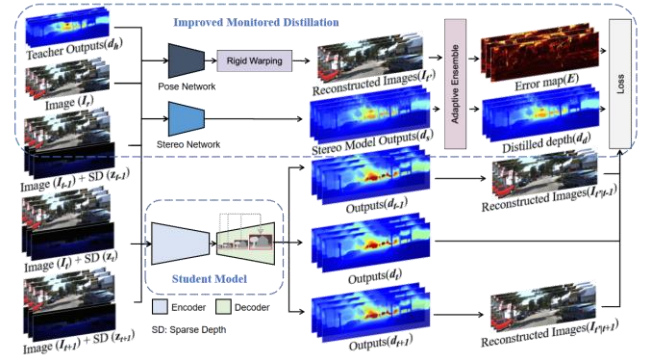 Improved Monitored Distillation
Teacher Outputs(dh)
Image (Ir)
Image (It-1) + SD (zt-1)
Image (It) + SD (zt)
Image (It+1) + SD (zt+1)
Pose Network
Rigid Warping
Reconstructed Images(It')
Adaptive Ensemble
Error map(E)
Loss
Stereo Network
Stereo Model Outputs(ds)
Distilled depth(dd)
Student Model
Encoder
Decoder
SD: Sparse Depth
Outputs(dt-1)
Reconstructed Images(It'|t-1)
Outputs(dt)
Outputs(dt+1)
Reconstructed Images(It'|t+1)